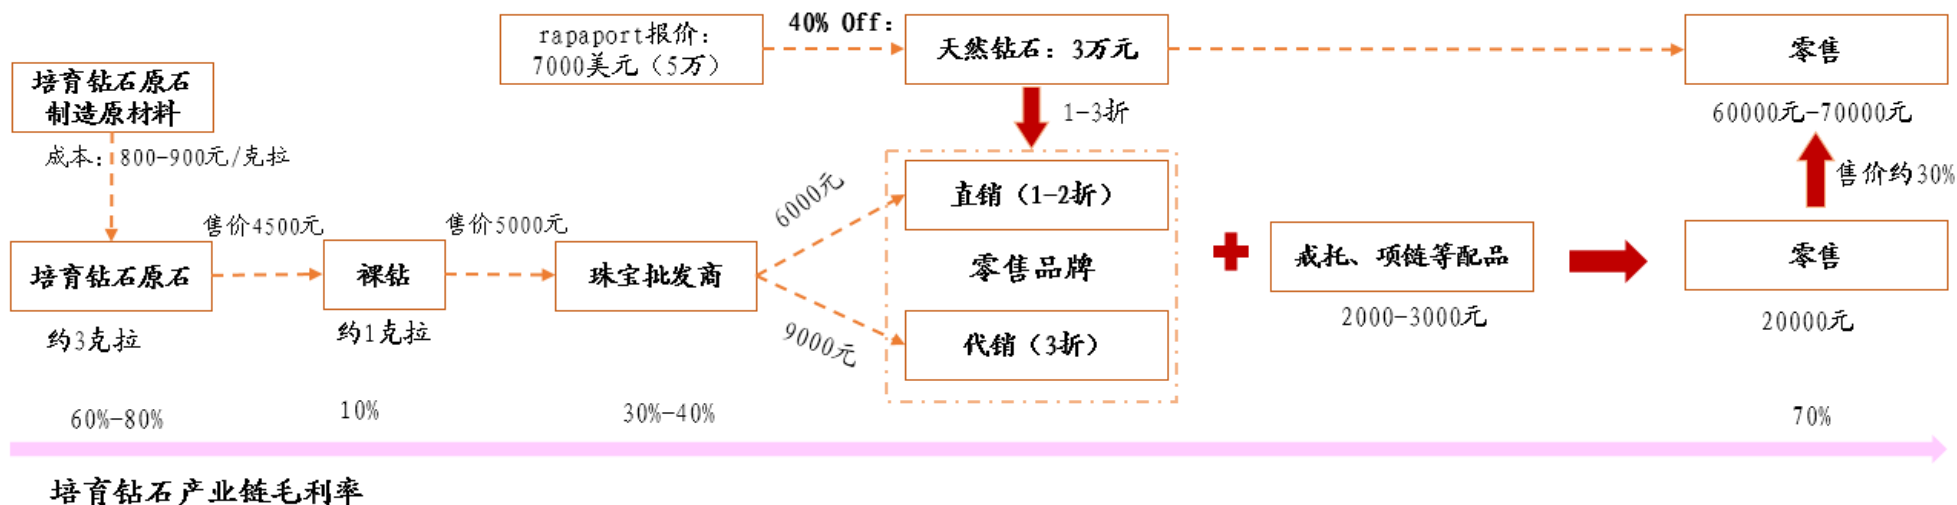 rapaport报价：
7000美元（5万）
40% Off：
天然钻石：3万元
零售
60000元-70000元
培育钻石原石
制造原材料
成本：800-900元/克拉
1-3折
售价约30%
培育钻石原石
约3克拉
售价4500元
裸钻
约1克拉
售价5000元
珠宝批发商
6000元
9000元
直销（1-2折）
零售品牌
代销（3折）
戒托、项链等配品
2000-3000元
零售
20000元
60%-80%
10%
30%-40%
70%
培育钻石产业链毛利率